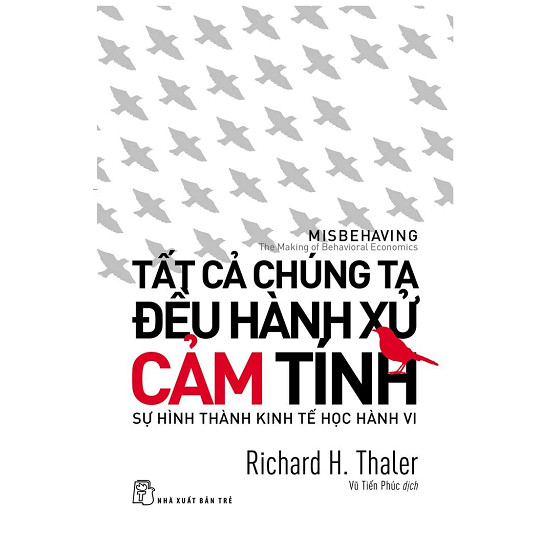 MISBEHAVING
The Making of Behavioral Economics
TẤT CẢ CHÚNG TA
ĐỀU HÀNH XỬ
CẢM TÍNH
SỰ HÌNH THÀNH KINH TẾ HỌC HÀNH VI
Richard H. Thaler
Vũ Tiến Phúc dịch
NHÀ XUẤT BẢN TRẺ